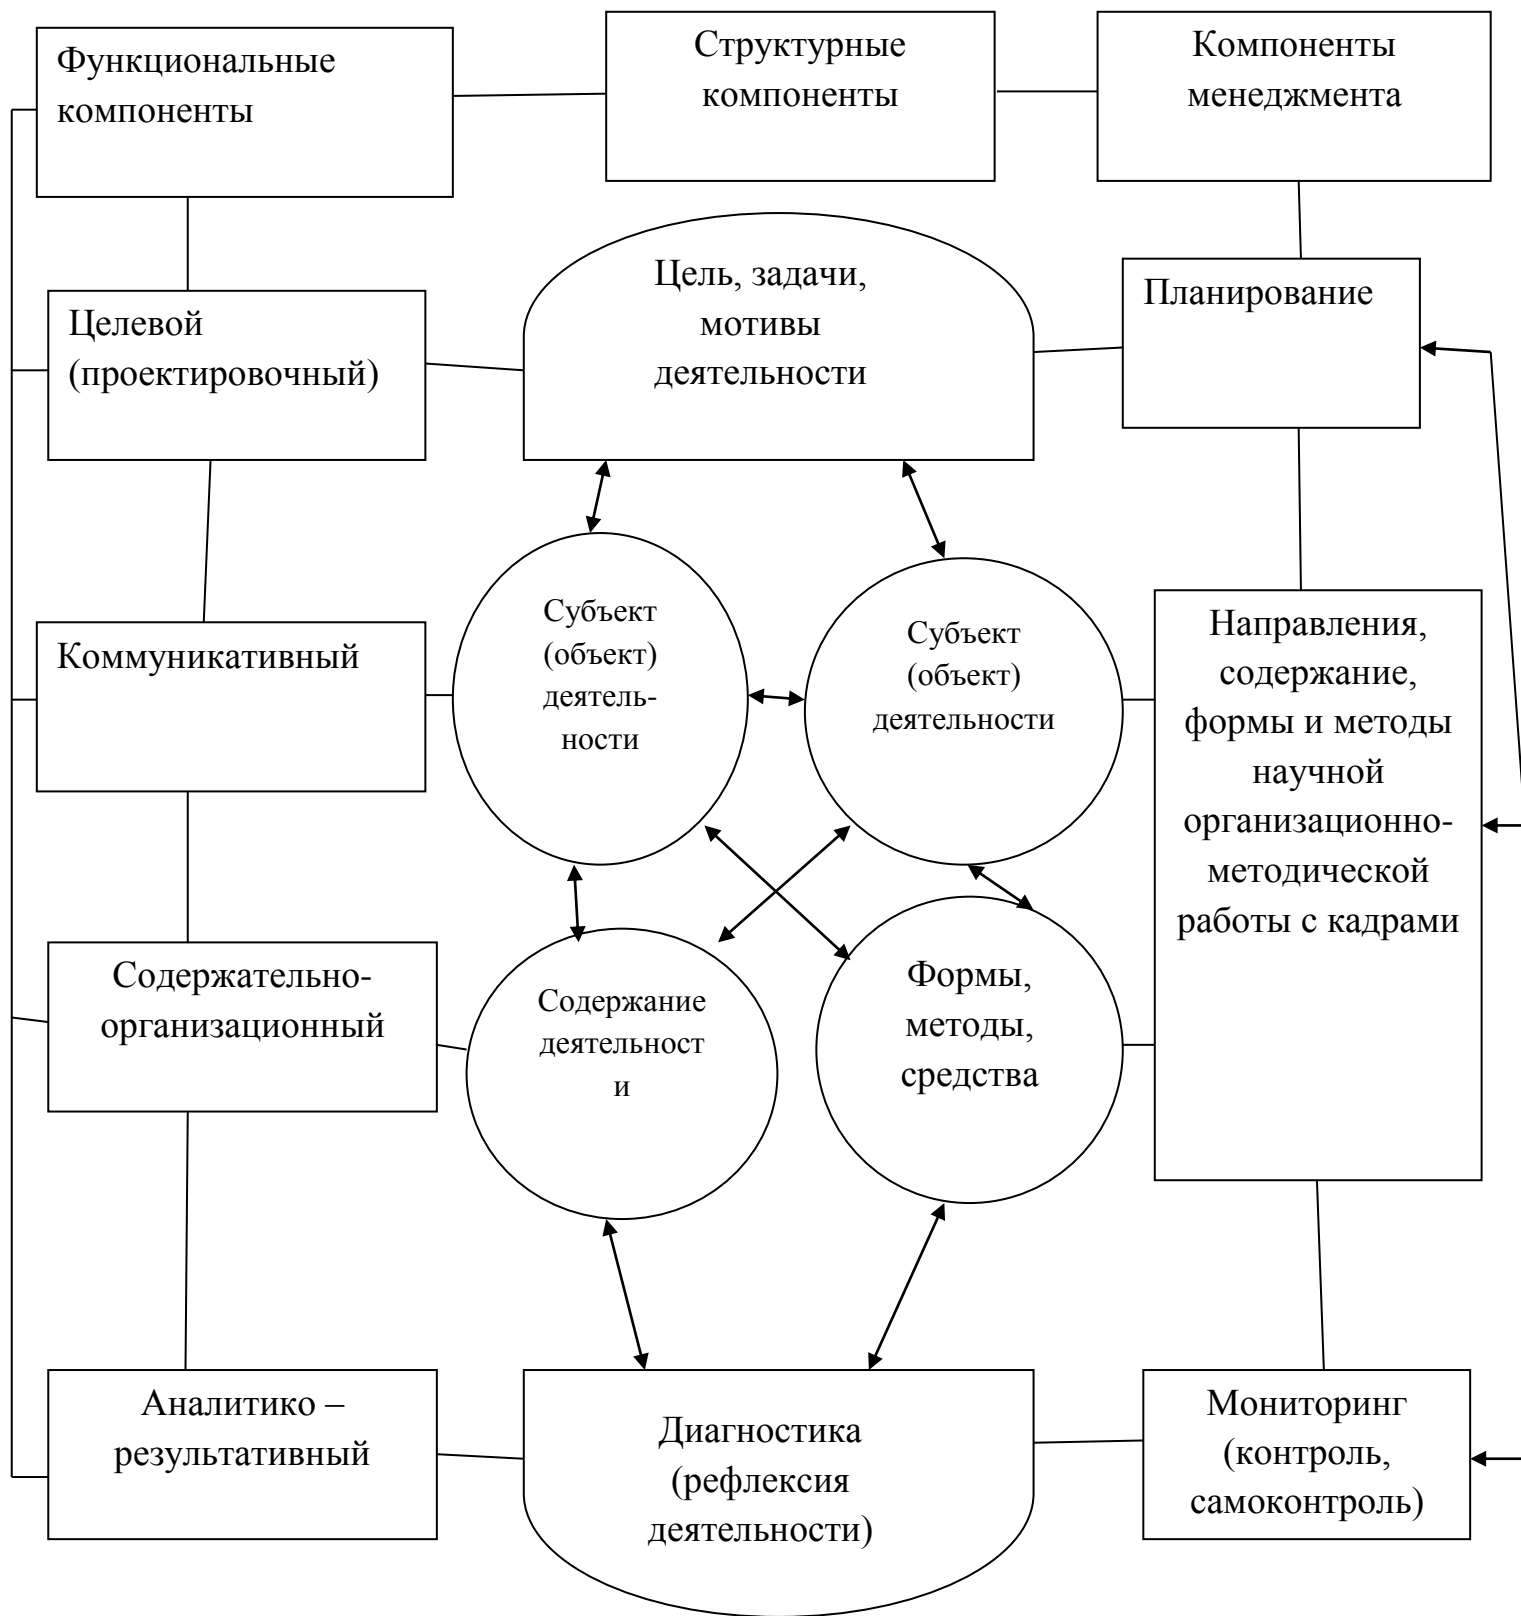 Функциональные
компоненты
Структурные
компоненты
Компоненты
менеджмента
Целевой
(проектировочный)
Цель, задачи,
мотивы
деятельности
Планирование
Коммуникативный
Субъект
(объект)
деятель-
ности
Субъект
(объект)
деятельности
Направления,
содержание,
формы и методы
научной
организационно-
методической
работы с кадрами
Содержательно-
организационный
Содержание
деятельност
и
Формы,
методы,
средства
Аналитико –
результативный
Диагностика
(рефлексия
деятельности)
Мониторинг
(контроль,
самоконтроль)